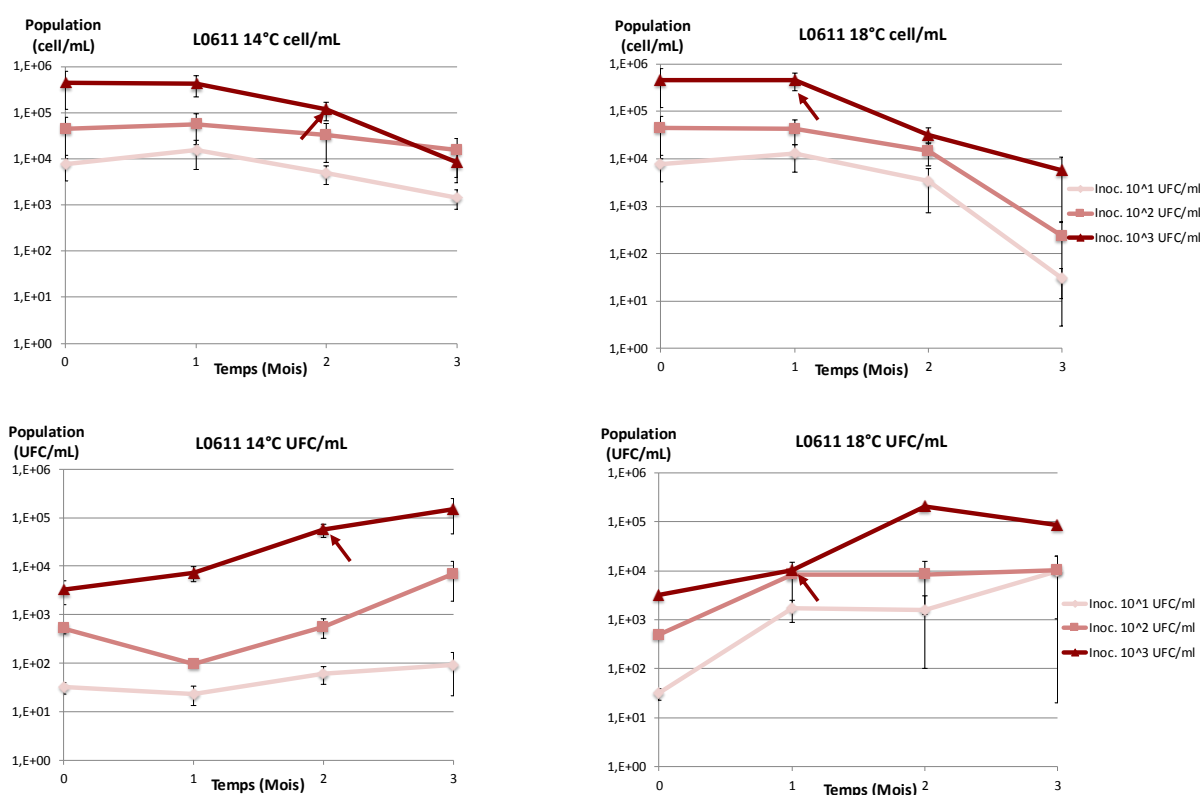 Population
(cell/mL)
L0611 14°C cell/mL
1,E+06
1,E+05
1,E+04
1,E+03
1,E+02
1,E+01
1,E+00
0
1
2
3
Temps (Mois)
Population
(cell/mL)
L0611 18°C cell/mL
1,E+06
1,E+05
1,E+04
1,E+03
1,E+02
1,E+01
1,E+00
0
1
2
3
Temps (Mois)
Inoc. 10^1 UFC/ml
Inoc. 10^2 UFC/ml
Inoc. 10^3 UFC/ml
Population
(UFC/mL)
L0611 14°C UFC/mL
1,E+06
1,E+05
1,E+04
1,E+03
1,E+02
1,E+01
1,E+00
0
1
2
3
Temps (Mois)
Population
(UFC/mL)
L0611 18°C UFC/mL
1,E+06
1,E+05
1,E+04
1,E+03
1,E+02
1,E+01
1,E+00
0
1
2
3
Temps (Mois)
Inoc. 10^1 UFC/ml
Inoc. 10^2 UFC/ml
Inoc. 10^3 UFC/ml